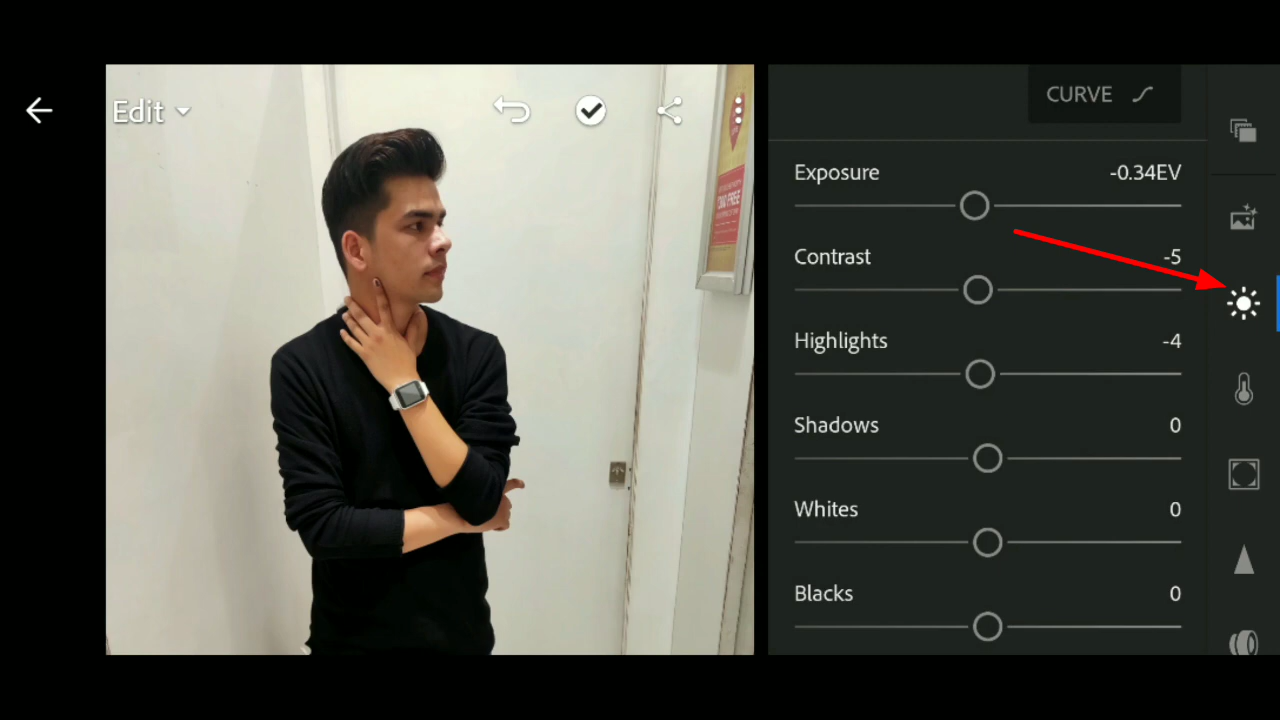 Edit
CURVE
Exposure -0.34EV
Contrast -5
Highlights -4
Shadows 0
Whites 0
Blacks 0